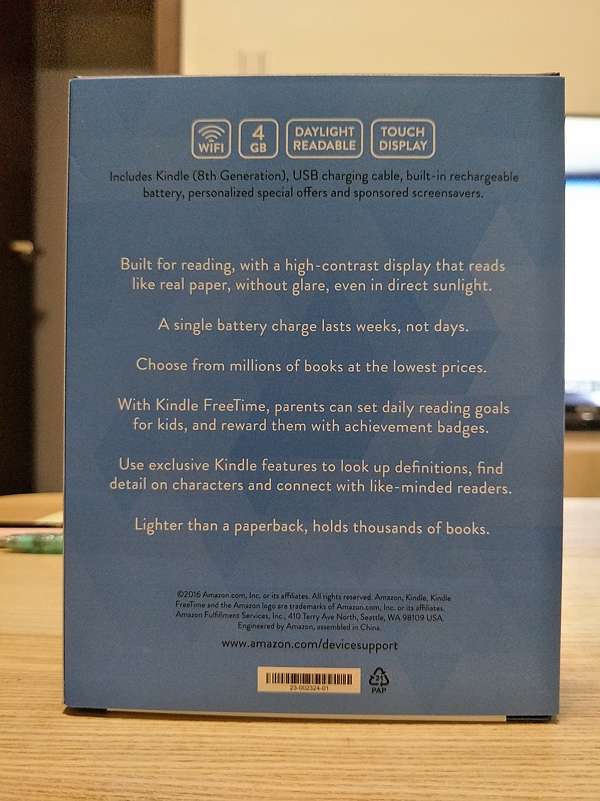 WIFI
4
GB
DAYLIGHT
READABLE
TOUCH
DISPLAY
Includes Kindle (8th Generation), USB charging cable, built-in rechargeable
battery, personalized special offers and sponsored screensavers.
Built for reading, with a high-contrast display that reads
like real paper, without glare, even in direct sunlight.
A single battery charge lasts weeks, not days.
Choose from millions of books at the lowest prices.
With Kindle FreeTime, parents can set daily reading goals
for kids, and reward them with achievement badges.
Use exclusive Kindle features to look up definitions, find
detail on characters and connect with like-minded readers.
Lighter than a paperback, holds thousands of books.
©2016 Amazon.com, Inc. or its affiliates. All rights reserved. Amazon, Kindle, Kindle
FreeTime and the Amazon logo are trademarks of Amazon.com, Inc. or its affiliates.
Amazon Fulfillment Services, Inc., 410 Terry Ave North, Seattle, WA 98109 USA
Engineered by Amazon, assembled in China.
www.amazon.com/devicesupport
23-002324-01
21
PAP